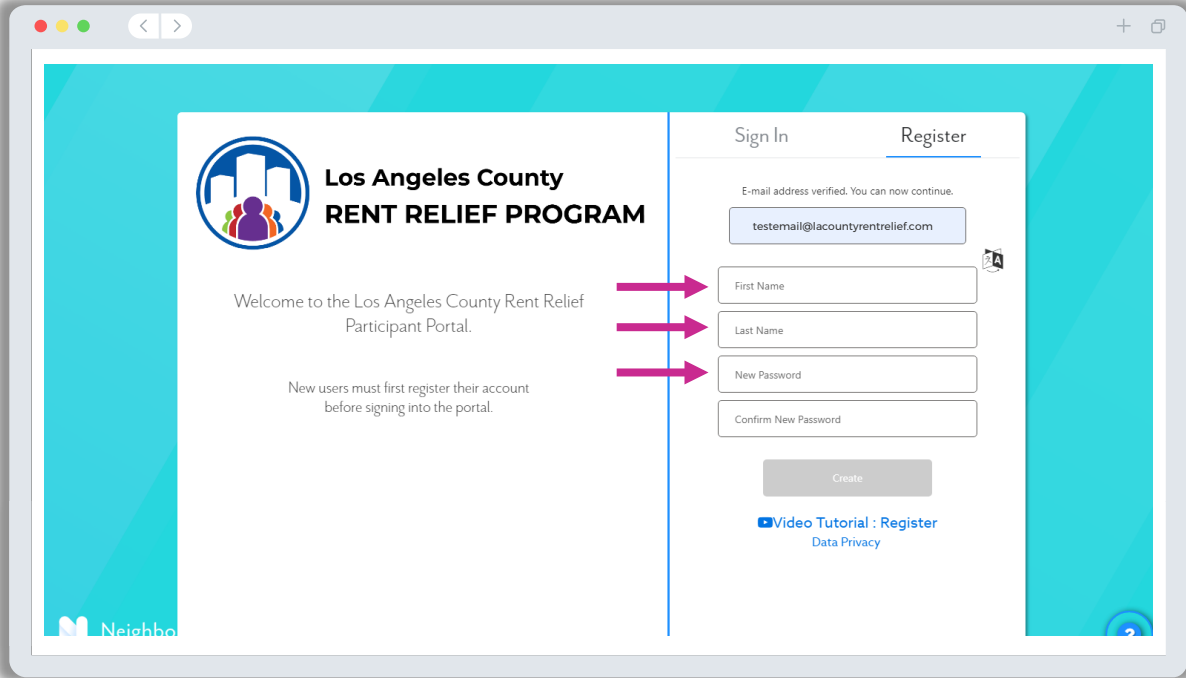 Los Angeles County
RENT RELIEF PROGRAM
Welcome to the Los Angeles County Rent Relief
Participant Portal.
New users must first register their account
before signing into the portal.
Sign In
Register
E-mail address verified. You can now continue.
testemail@lacountyrentrelief.com
First Name
Last Name
New Password
Confirm New Password
Create
Video Tutorial : Register
Data Privacy
Neighbo
?